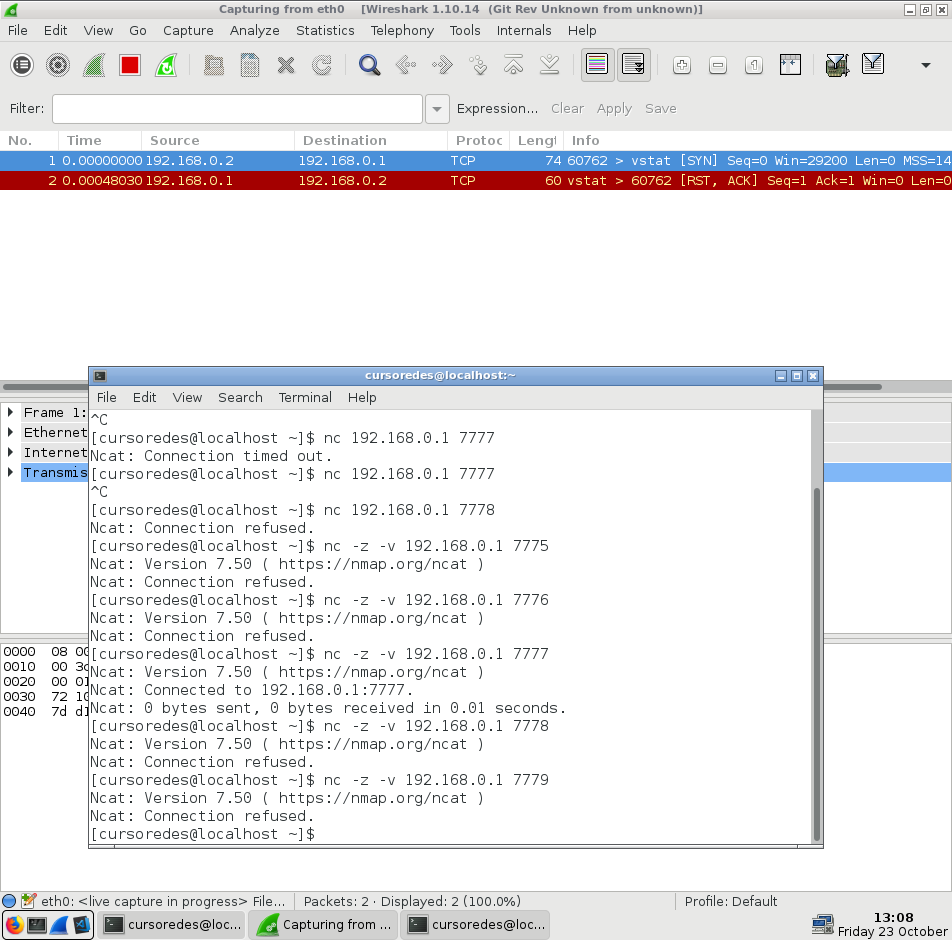 Capturing from eth0 [Wireshark 1.10.14 (Git Rev Unknown from unknown)]
File Edit View Go Capture Analyze Statistics Telephony Tools Internals Help
Filter: Expression... Clear Apply Save
No. Time Source Destination Protoc Lengt Info
1 0.00000000 192.168.0.2 192.168.0.1 TCP 74 60762 > vstat [SYN] Seq=0 Win=29200 Len=0 MSS=14
2 0.00048030 192.168.0.1 192.168.0.2 TCP 60 vstat > 60762 [RST, ACK] Seq=1 Ack=1 Win=0 Len=0
cursoredes@localhost:~
File Edit View Search Terminal Help
^C
[cursoredes@localhost ~]$ nc 192.168.0.1 7777
Ncat: Connection timed out.
[cursoredes@localhost ~]$ nc 192.168.0.1 7777
^C
[cursoredes@localhost ~]$ nc 192.168.0.1 7778
Ncat: Connection refused.
[cursoredes@localhost ~]$ nc -z -v 192.168.0.1 7775
Ncat: Version 7.50 ( https://nmap.org/ncat )
Ncat: Connection refused.
[cursoredes@localhost ~]$ nc -z -v 192.168.0.1 7776
Ncat: Version 7.50 ( https://nmap.org/ncat )
Ncat: Connection refused.
[cursoredes@localhost ~]$ nc -z -v 192.168.0.1 7777
Ncat: Version 7.50 ( https://nmap.org/ncat )
Ncat: Connected to 192.168.0.1:7777.
Ncat: 0 bytes sent, 0 bytes received in 0.01 seconds.
[cursoredes@localhost ~]$ nc -z -v 192.168.0.1 7778
Ncat: Version 7.50 ( https://nmap.org/ncat )
Ncat: Connection refused.
[cursoredes@localhost ~]$ nc -z -v 192.168.0.1 7779
Ncat: Version 7.50 ( https://nmap.org/ncat )
Ncat: Connection refused.
[cursoredes@localhost ~]$
Frame 1:
Ethernet
Internet
Transmis
0000 08 00
0010 00 3c
0020 00 01
0030 72 10
0040 7d d1
eth0: <live capture in progress> File... Packets: 2 · Displayed: 2 (100.0%) Profile: Default
cursoredes@loc... Capturing from ... cursoredes@loc... 13:08
Friday 23 October